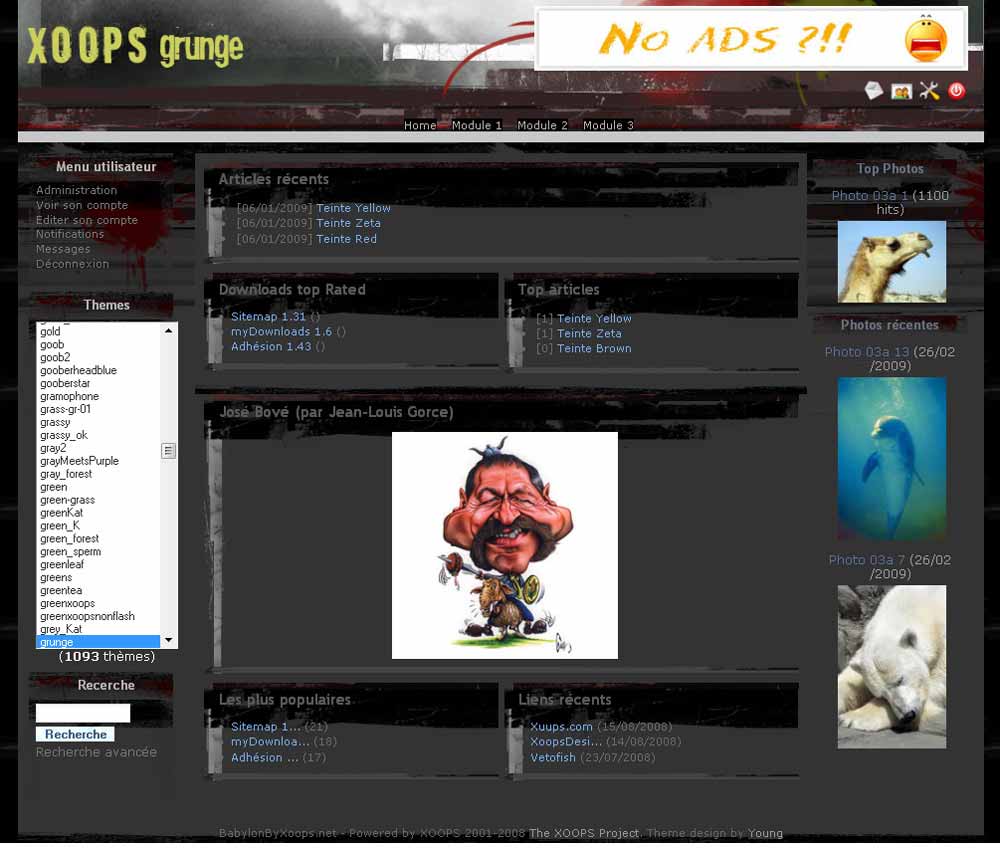 XOOPS grunge
No ADS ?!!
Home Module 1 Module 2 Module 3
Menu utilisateur
Administration
Voir son compte
Editer son compte
Notifications
Messages
Déconnexion
Themes
gold
goob
goob2
gooberheadblue
gooberstar
gramophone
grass-gr-01
grassy
grassy_ok
gray2
grayMeetsPurple
gray_forest
green
green-grass
greenKat
green_K
green_forest
green_sperm
greenleaf
greens
greentea
greenxoops
greenxoopsnonflash
grey_Kat
grunge
(1093 thèmes)
Recerche
Recherche
Recherche avancée
Articles récents
[06/01/2009] Teinte Yellow
[06/01/2009] Teinte Zeta
[06/01/2009] Teinte Red
Downloads top Rated
Sitemap 1.31 ()
myDownloads 1.6 ()
Adhésion 1.43 ()
Top articles
[1] Teinte Yellow
[1] Teinte Zeta
[0] Teinte Brown
José Bové (par Jean-Louis Gorce)
Les plus populaires
Sitemap 1... (21)
myDownloa... (18)
Adhésion ... (17)
Liens récents
Xuups.com (15/08/2008)
XoopsDesi... (14/08/2008)
Vetofish (23/07/2008)
Top Photos
Photo 03a 1 (1100
hits)
Photos récentes
Photo 03a 13 (26/02
/2009)
Photo 03a 7 (26/02
/2009)
BabylonByXoops.net - Powered by XOOPS 2001-2008 The XOOPS Project. Theme design by Young